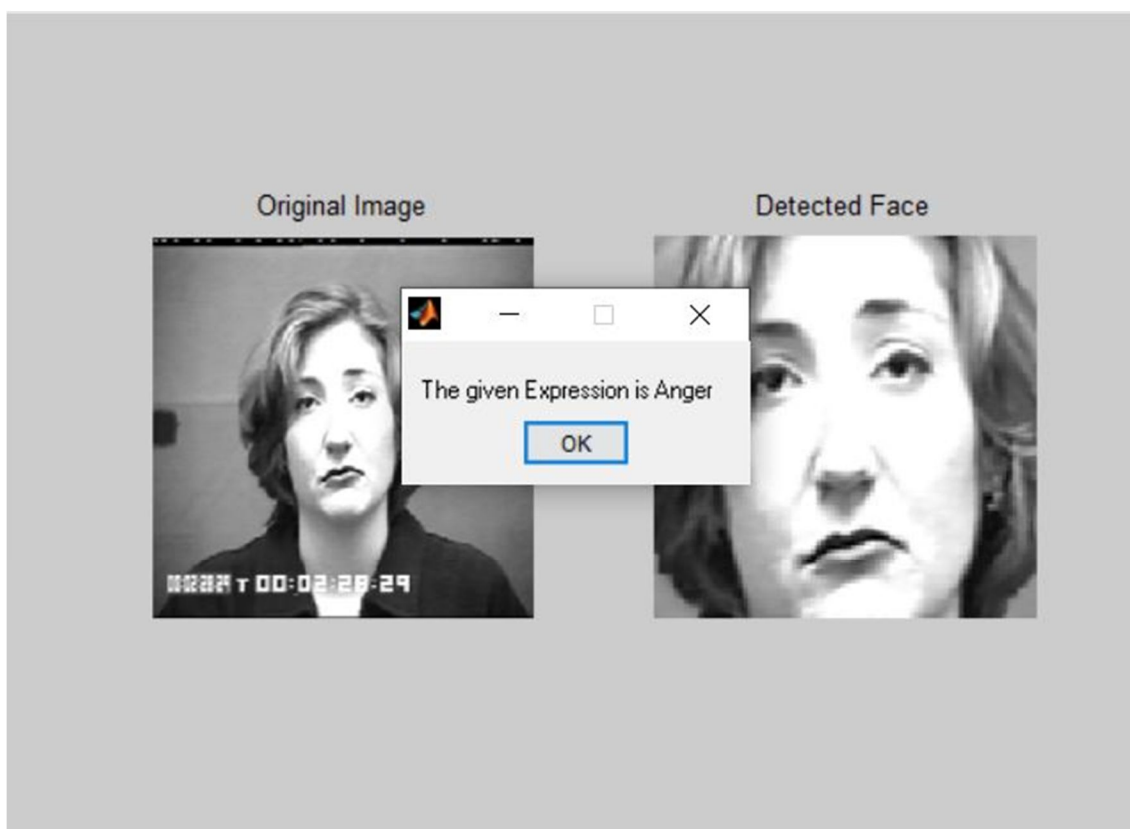 Original Image
Detected Face
The given Expression is Anger
OK
T 00:02:28:29